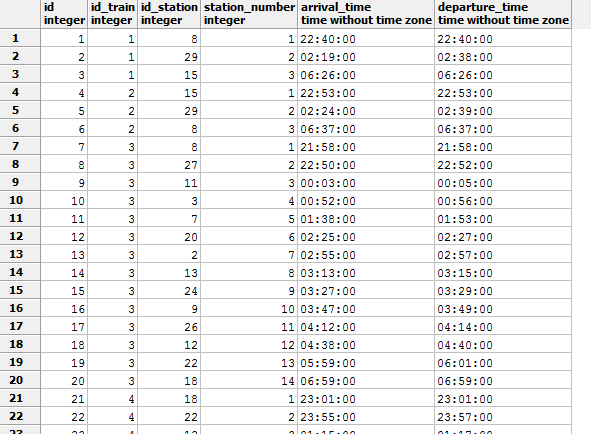 id id_train id_station station_number arrival_time departure_time
integer integer integer integer time without time zone time without time zone
1 1 1 8 1 22:40:00 22:40:00
2 2 1 29 2 02:19:00 02:38:00
3 3 1 15 3 06:26:00 06:26:00
4 4 2 15 1 22:53:00 22:53:00
5 5 2 29 2 02:24:00 02:39:00
6 6 2 8 3 06:37:00 06:37:00
7 7 3 8 1 21:58:00 21:58:00
8 8 3 27 2 22:50:00 22:52:00
9 9 3 11 3 00:03:00 00:05:00
10 10 3 3 4 00:52:00 00:56:00
11 11 3 7 5 01:38:00 01:53:00
12 12 3 20 6 02:25:00 02:27:00
13 13 3 2 7 02:55:00 02:57:00
14 14 3 13 8 03:13:00 03:15:00
15 15 3 24 9 03:27:00 03:29:00
16 16 3 9 10 03:47:00 03:49:00
17 17 3 26 11 04:12:00 04:14:00
18 18 3 12 12 04:38:00 04:40:00
19 19 3 22 13 05:59:00 06:01:00
20 20 3 18 14 06:59:00 06:59:00
21 21 4 18 1 23:01:00 23:01:00
22 22 4 22 2 23:55:00 23:57:00